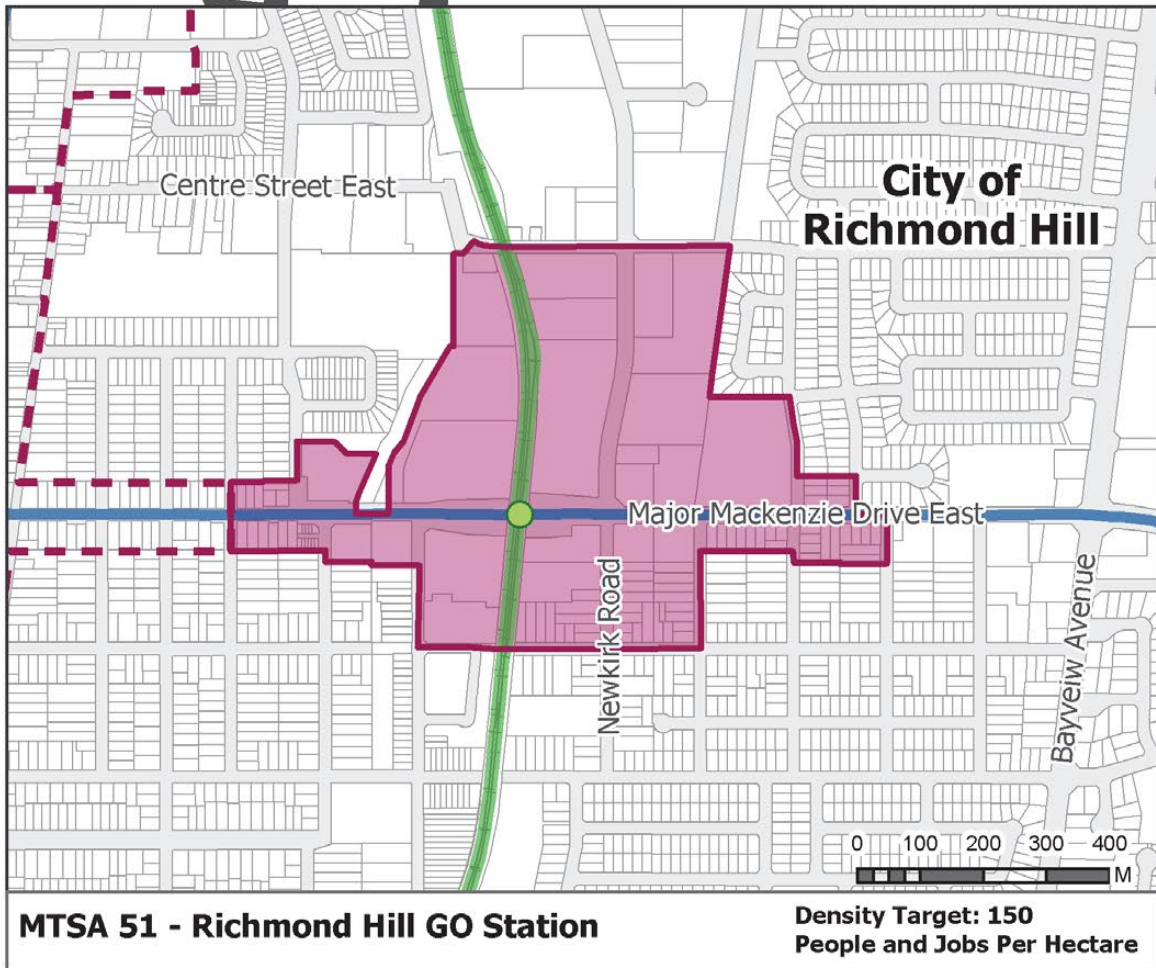 Centre Street East
City of
Richmond Hill
Major Mackenzie Drive East
Newkirk Road
Bayveiw Avenue
0 100 200 300 400
M
MTSA 51 - Richmond Hill GO Station
Density Target: 150
People and Jobs Per Hectare